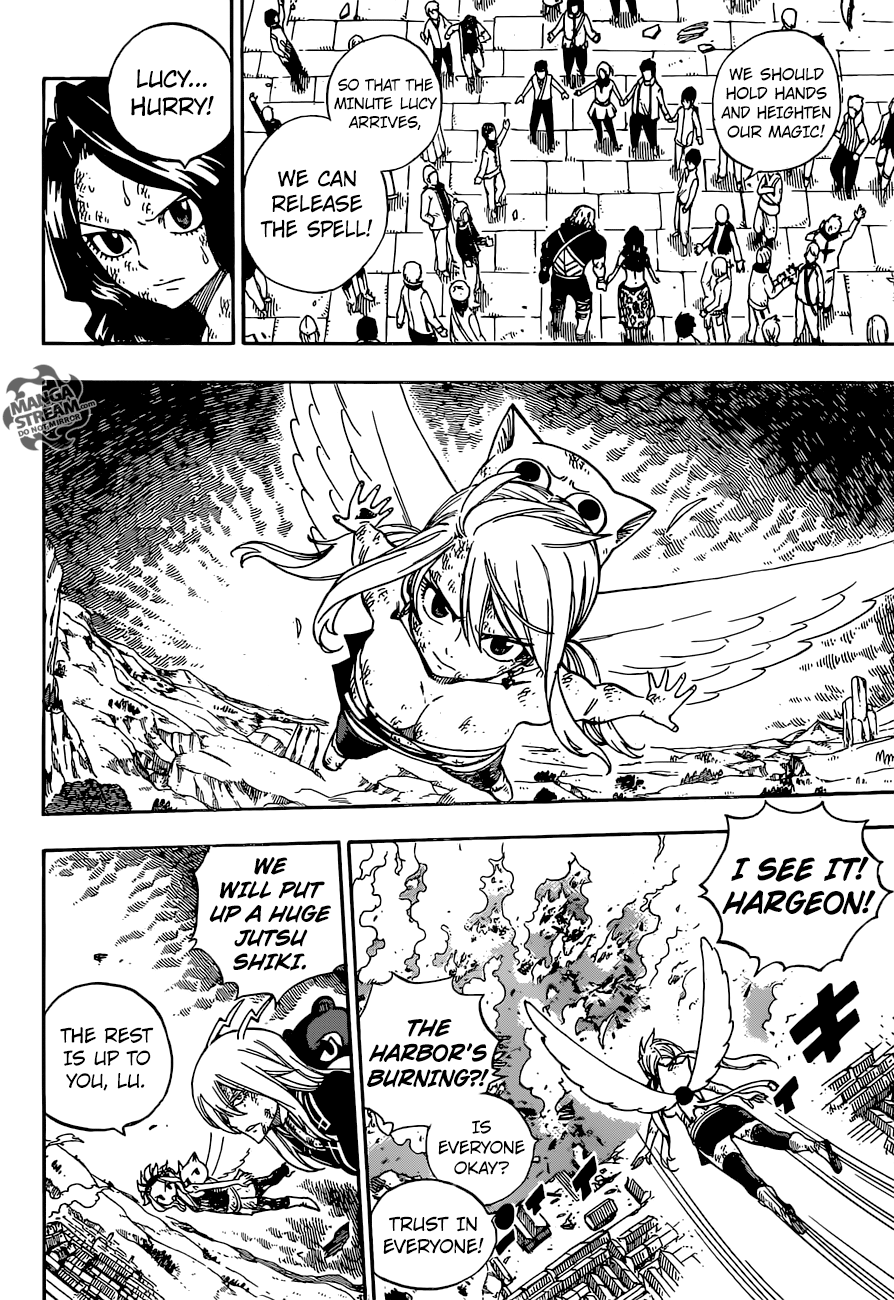 WE SHOULD
HOLD HANDS
AND HEIGHTEN
OUR MAGIC!
SO THAT THE
MINUTE LUCY
ARRIVES,
WE CAN
RELEASE
THE SPELL!
LUCY...
HURRY!
MANGA
STREAM.com
DO NOT MIRROR
I SEE IT!
HARGEON!
THE
HARBOR'S
BURNING?!
IS
EVERYONE
OKAY?
TRUST IN
EVERYONE!
WE
WILL PUT
UP A HUGE
JUTSU
SHIKI.
THE REST
IS UP TO
YOU, LU.